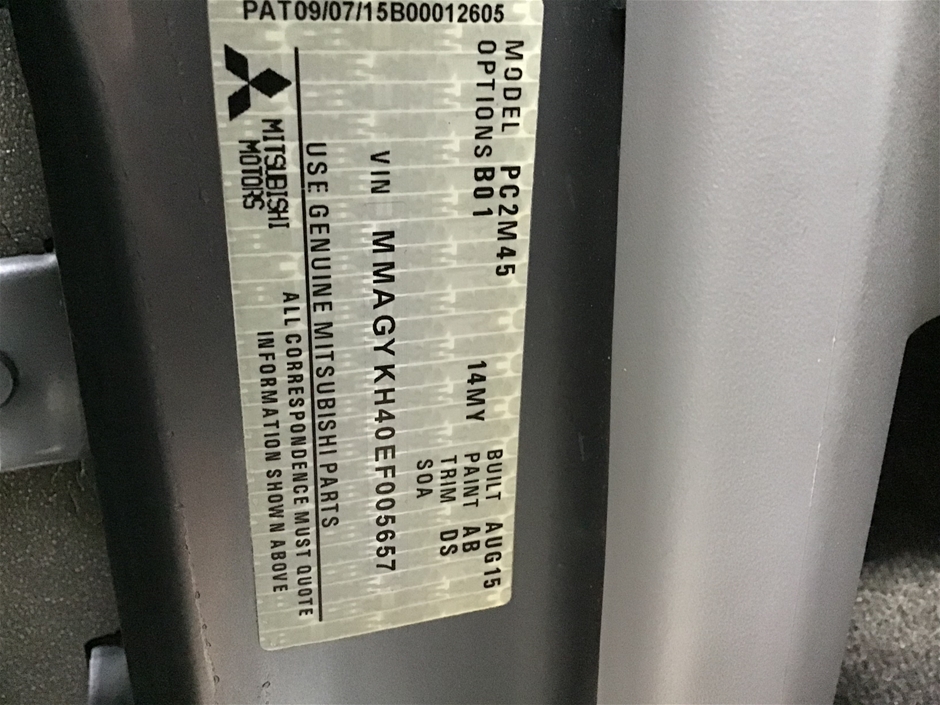 MODEL PC2M45
OPTIONS B01
14MY
BUILT AUG15
PAINT AB
TRIM DS
SOA
VIN MMAGYKH40EF005657
USE GENUINE MITSUBISHI PARTS
MITSUBISHI
MOTORS
ALL CORRESPONDENCE MUST QUOTE
INFORMATION SHOWN ABOVE
PAT09/07/15B00012605